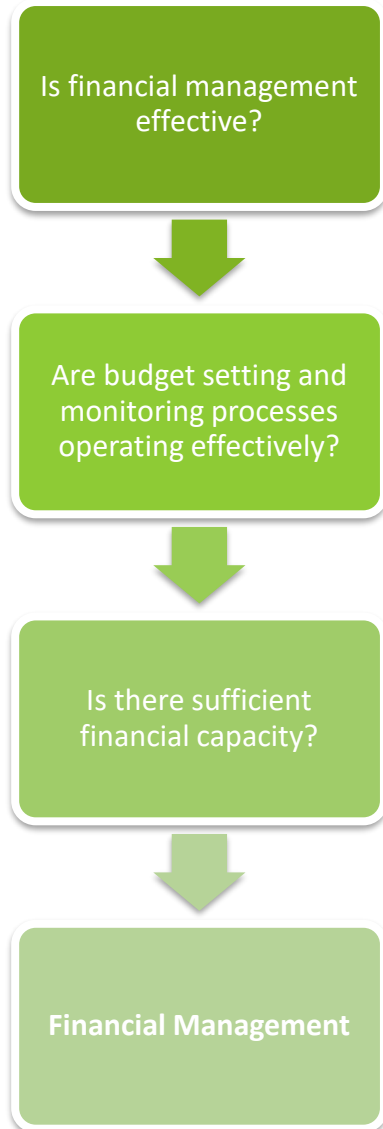 Is financial management
effective?
Are budget setting and
monitoring processes
operating effectively?
Is there sufficient
financial capacity?
Financial Management